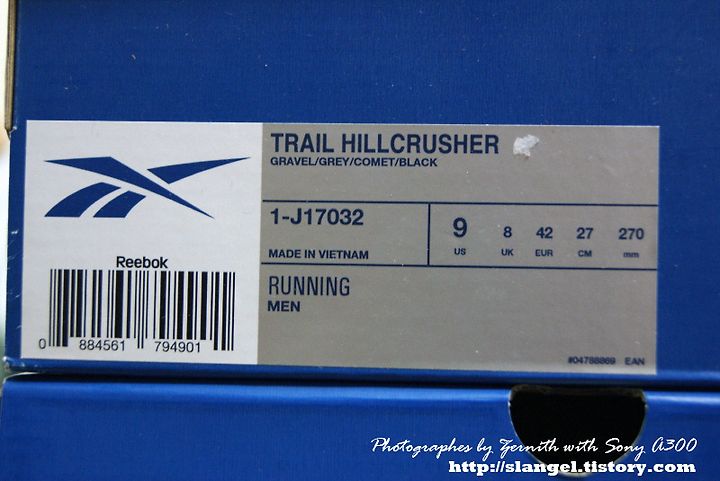 TRAIL HILLCRUSHER
GRAVEL/GREY/COMET/BLACK
1-J17032
MADE IN VIETNAM
9 8 42 27 270
US UK EUR CM mm
Reebok
RUNNING
MEN
0 884561 794901
#04788869 EAN
Photographes by Zernith with Sony A300
http://slangel.tistory.com